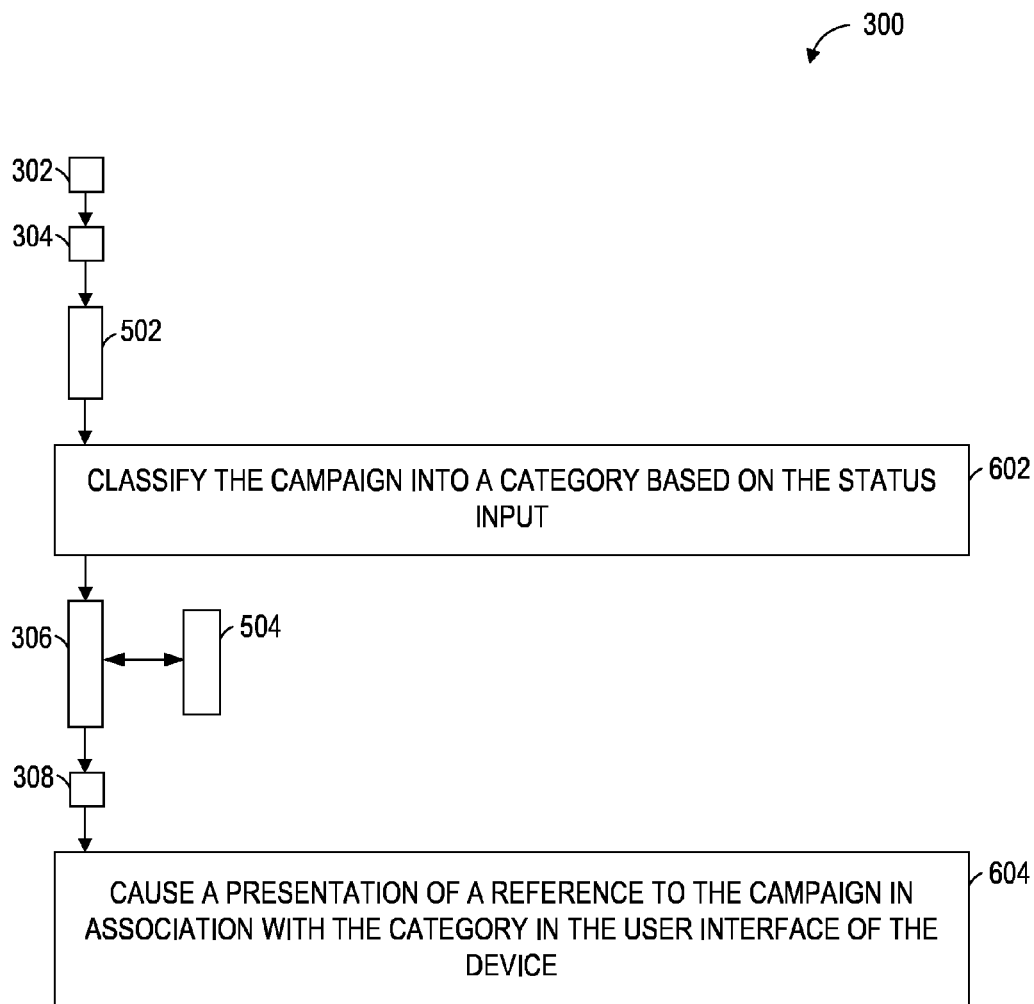 300
302
304
502
CLASSIFY THE CAMPAIGN INTO A CATEGORY BASED ON THE STATUS
INPUT
602
306
504
308
CAUSE A PRESENTATION OF A REFERENCE TO THE CAMPAIGN IN
ASSOCIATION WITH THE CATEGORY IN THE USER INTERFACE OF THE
DEVICE
604